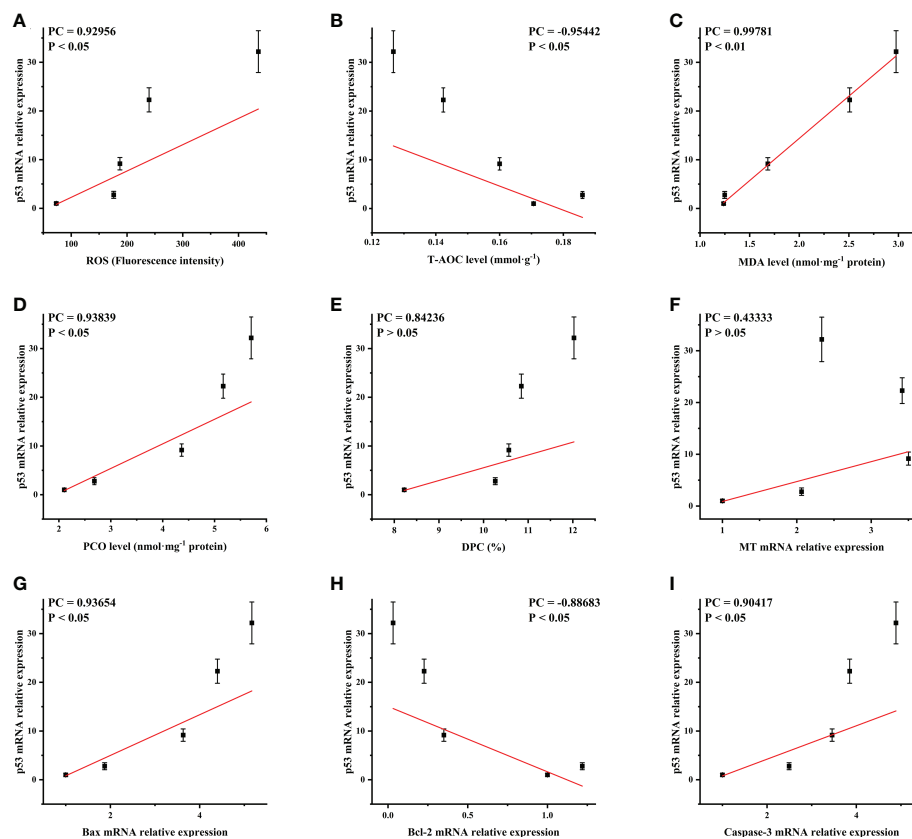 A
PC = 0.92956
P < 0.05
p53 mRNA relative expression
30
20
10
0
100
200
300
400
ROS (Fluorescence intensity)
B
PC = -0.95442
P < 0.05
p53 mRNA relative expression
30
20
10
0
0.12
0.14
0.16
0.18
T-AOC level (mmol·g⁻¹)
C
PC = 0.99781
P < 0.01
p53 mRNA relative expression
30
20
10
0
1.0
1.5
2.0
2.5
3.0
MDA level (nmol·mg⁻¹ protein)
D
PC = 0.93839
P < 0.05
p53 mRNA relative expression
30
20
10
0
2
3
4
5
6
PCO level (nmol·mg⁻¹ protein)
E
PC = 0.84236
P > 0.05
p53 mRNA relative expression
30
20
10
0
8
9
10
11
12
DPC (%)
F
PC = 0.43333
P > 0.05
p53 mRNA relative expression
30
20
10
0
1
2
3
MT mRNA relative expression
G
PC = 0.93654
P < 0.05
p53 mRNA relative expression
30
20
10
0
2
4
Bax mRNA relative expression
H
PC = -0.88683
P < 0.05
p53 mRNA relative expression
30
20
10
0
0.0
0.5
1.0
Bcl-2 mRNA relative expression
I
PC = 0.90417
P < 0.05
p53 mRNA relative expression
30
20
10
0
2
4
Caspase-3 mRNA relative expression